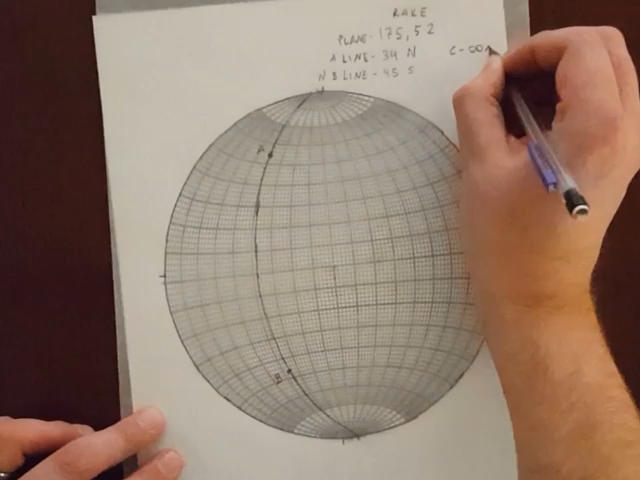 RAKE
PLANE - 175, 52
A LINE - 34 N
N B LINE - 45 S
C - 00
A
B